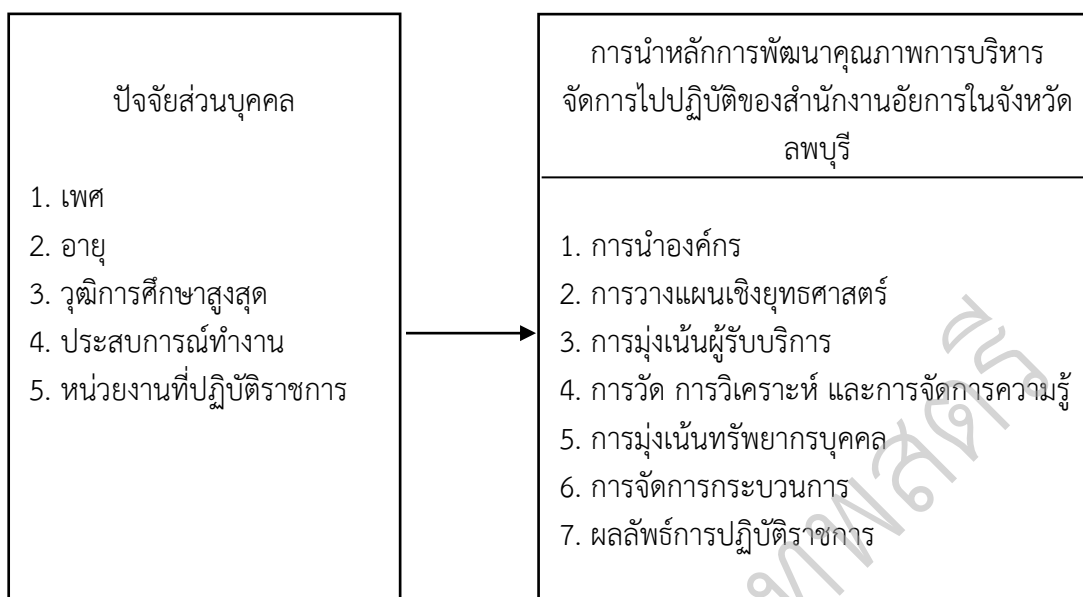 ปัจจัยส่วนบุคคล
1. เพศ
2. อายุ
3. วุฒิการศึกษาสูงสุด
4. ประสบการณ์ทำงาน
5. หน่วยงานที่ปฏิบัติราชการ
การนำหลักการพัฒนาคุณภาพการบริหาร
จัดการไปปฏิบัติของสำนักงานอัยการในจังหวัด
ลพบุรี
1. การนำองค์กร
2. การวางแผนเชิงยุทธศาสตร์
3. การมุ่งเน้นผู้รับบริการ
4. การวัด การวิเคราะห์ และการจัดการความรู้
5. การมุ่งเน้นทรัพยากรบุคคล
6. การจัดการกระบวนการ
7. ผลลัพธ์การปฏิบัติราชการ